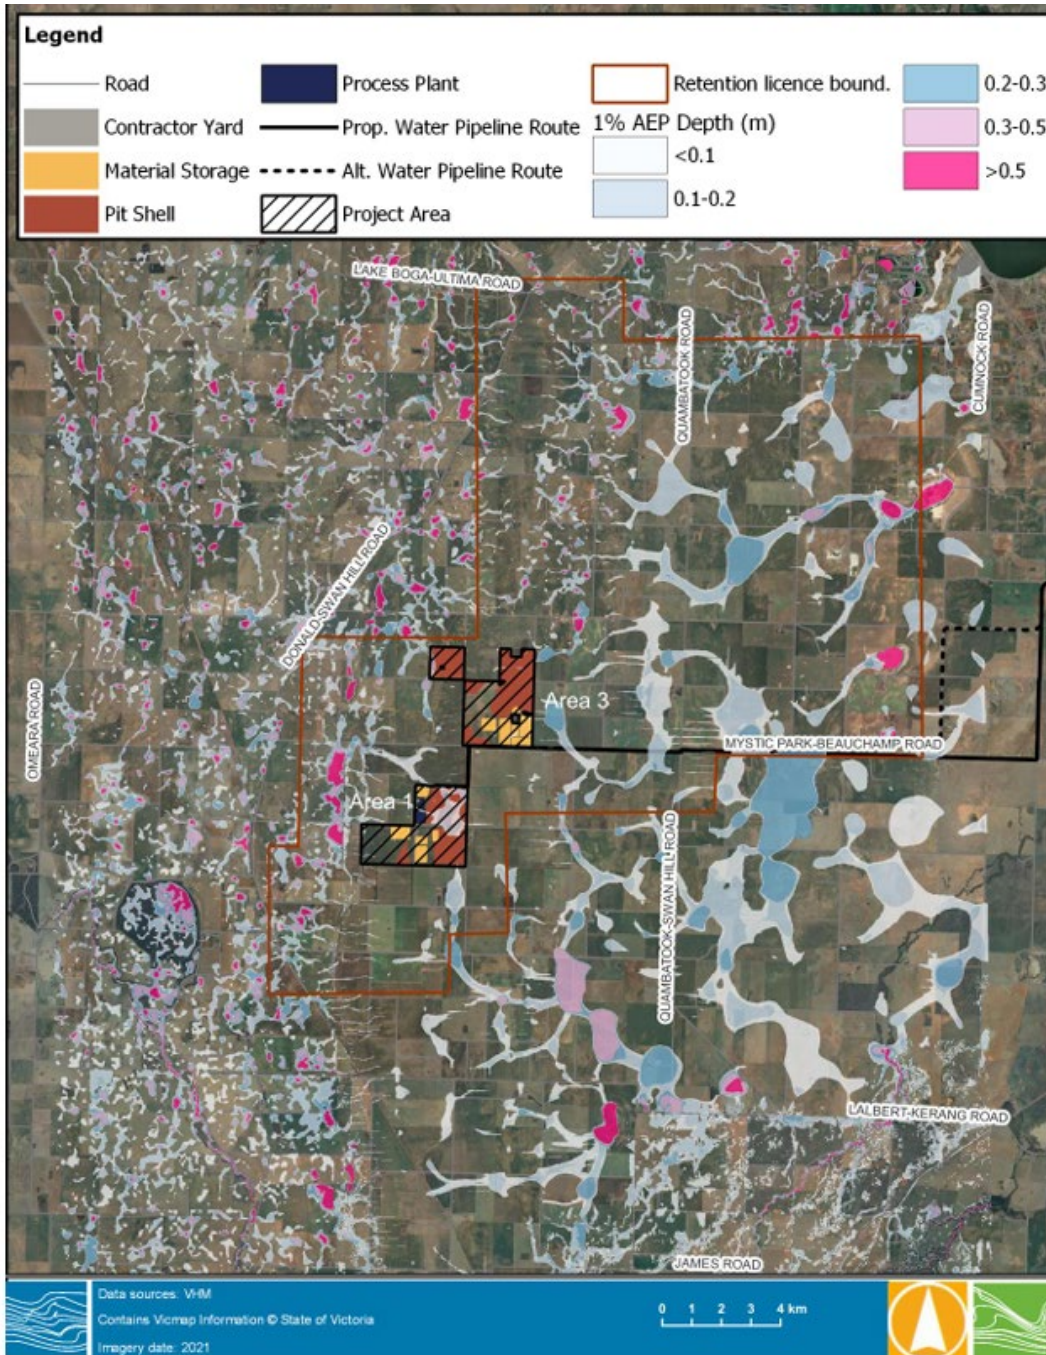 Legend
Road
Contractor Yard
Material Storage
Pit Shell
Process Plant
Prop. Water Pipeline Route
Alt. Water Pipeline Route
Project Area
Retention licence bound.
1% AEP Depth (m)
<0.1
0.1-0.2
0.2-0.3
0.3-0.5
>0.5
LAKE BOGA-ULTIMA ROAD
QUAMBATOOK ROAD
CUMNOCK ROAD
DONALD-SWAN HILL ROAD
OMEARA ROAD
Area 3
MYSTIC PARK-BEAUCHAMP ROAD
Area 1
QUAMBATOOK-SWAN HILL ROAD
LALBERT-KERANG ROAD
JAMES ROAD
Data sources: VHM
Contains Vicmap Information © State of Victoria
Imagery date: 2021
0 1 2 3 4 km